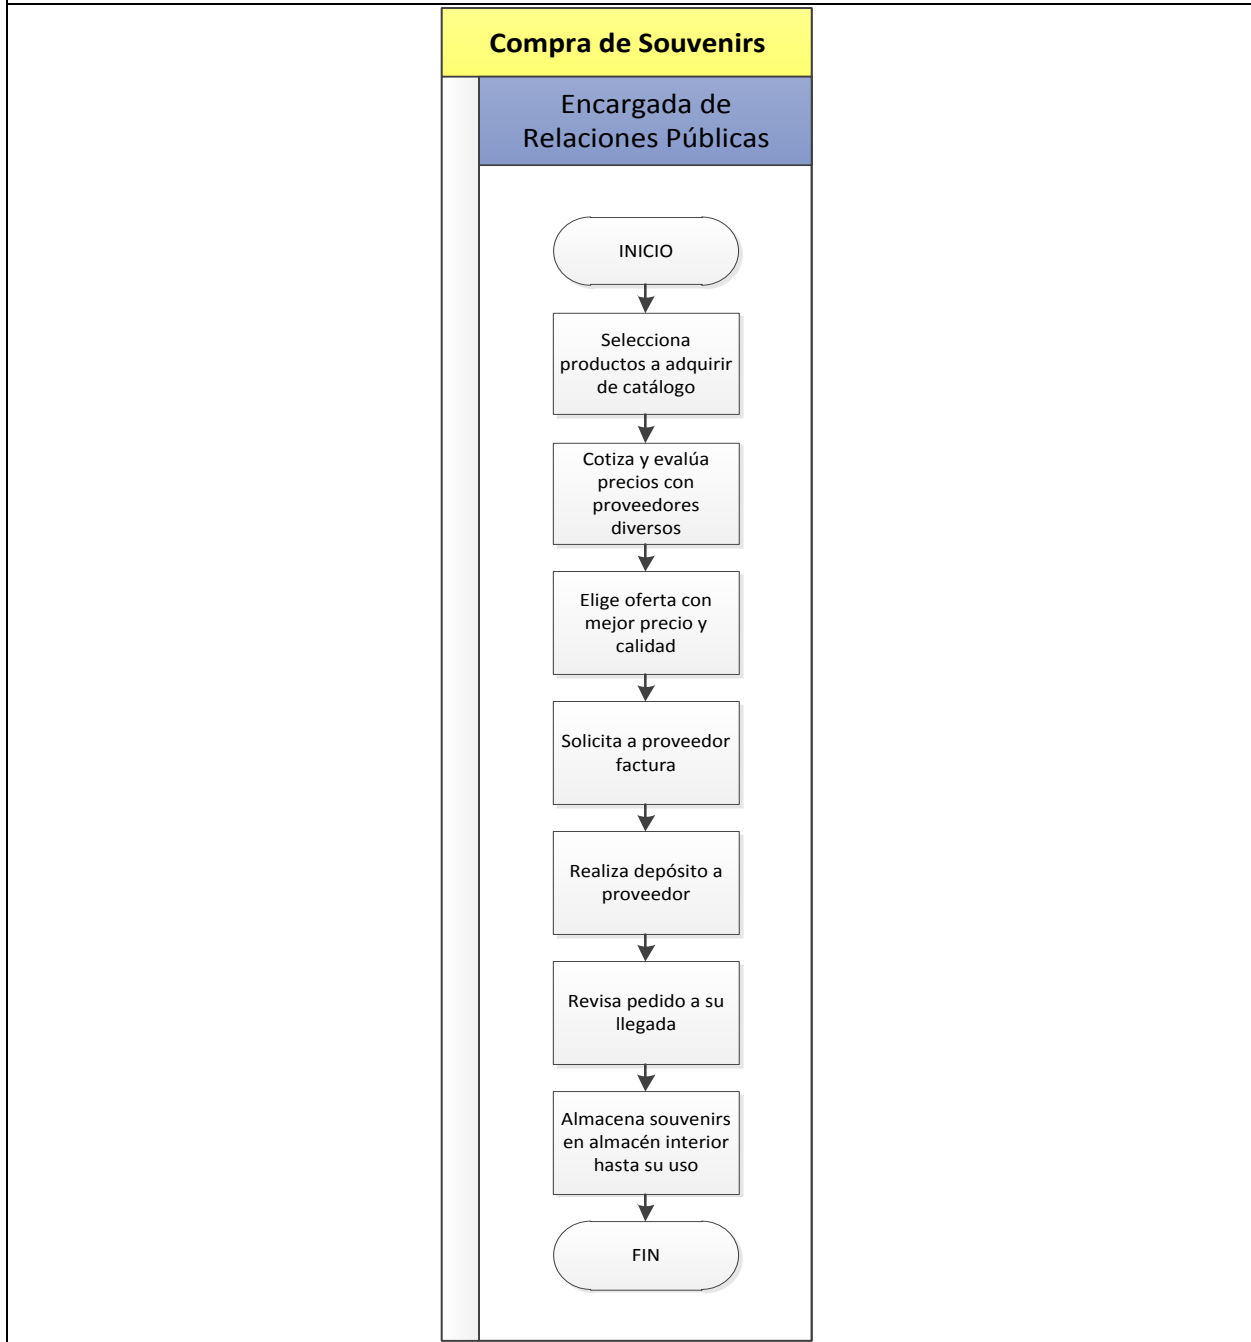 Compra de Souvenirs
Encargada de
Relaciones Públicas
INICIO
Selecciona
productos a adquirir
de catálogo
Cotiza y evalúa
precios con
proveedores
diversos
Elige oferta con
mejor precio y
calidad
Solicita a proveedor
factura
Realiza depósito a
proveedor
Revisa pedido a su
llegada
Almacena souvenirs
en almacén interior
hasta su uso
FIN